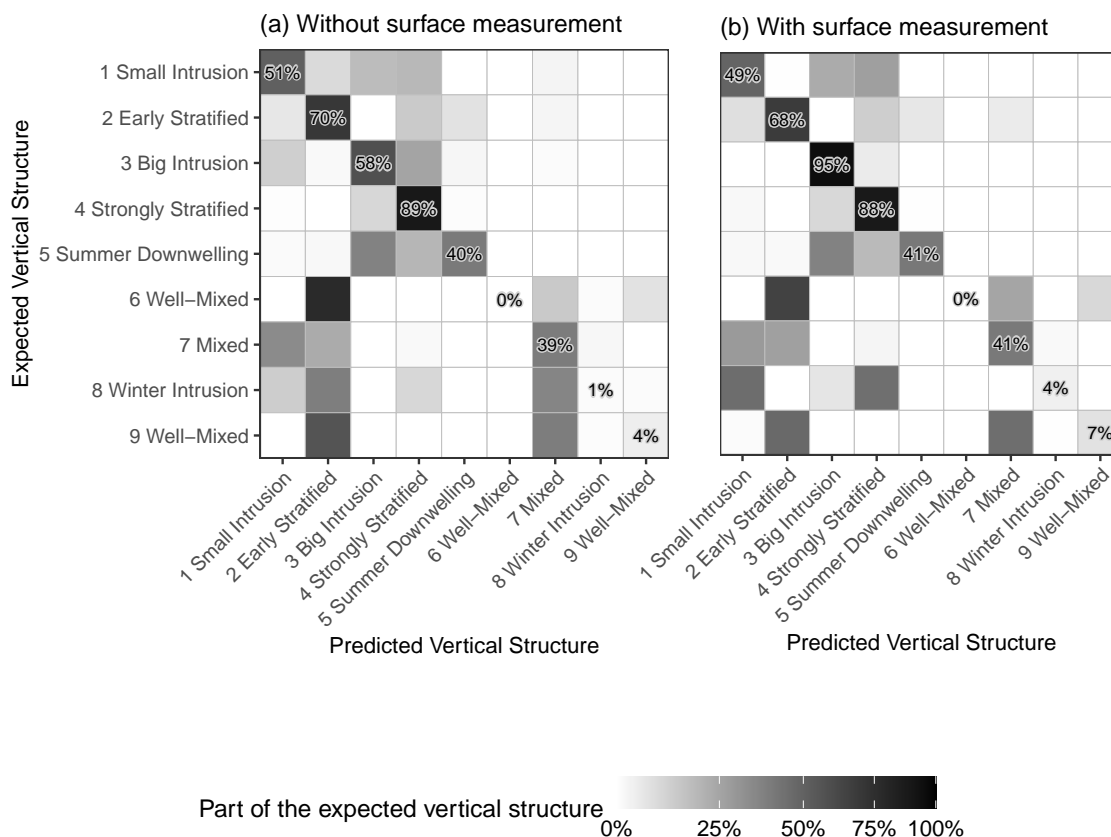 (a) Without surface measurement
(b) With surface measurement
Expected Vertical Structure
1 Small Intrusion
2 Early Stratified
3 Big Intrusion
4 Strongly Stratified
5 Summer Downwelling
6 Well−Mixed
7 Mixed
8 Winter Intrusion
9 Well−Mixed
51%
70%
58%
89%
40%
0%
39%
1%
4%
49%
68%
95%
88%
41%
0%
41%
4%
7%
1 Small Intrusion
2 Early Stratified
3 Big Intrusion
4 Strongly Stratified
5 Summer Downwelling
6 Well−Mixed
7 Mixed
8 Winter Intrusion
9 Well−Mixed
1 Small Intrusion
2 Early Stratified
3 Big Intrusion
4 Strongly Stratified
5 Summer Downwelling
6 Well−Mixed
7 Mixed
8 Winter Intrusion
9 Well−Mixed
Predicted Vertical Structure
Predicted Vertical Structure
Part of the expected vertical structure
0% 25% 50% 75% 100%